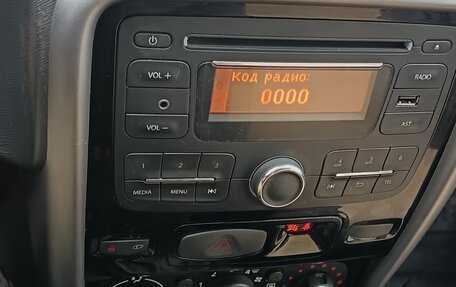 Код радио:
0000
VOL +
VOL –
RADIO
AST
1
2
3
4
5
6
MEDIA
MENU
TEL